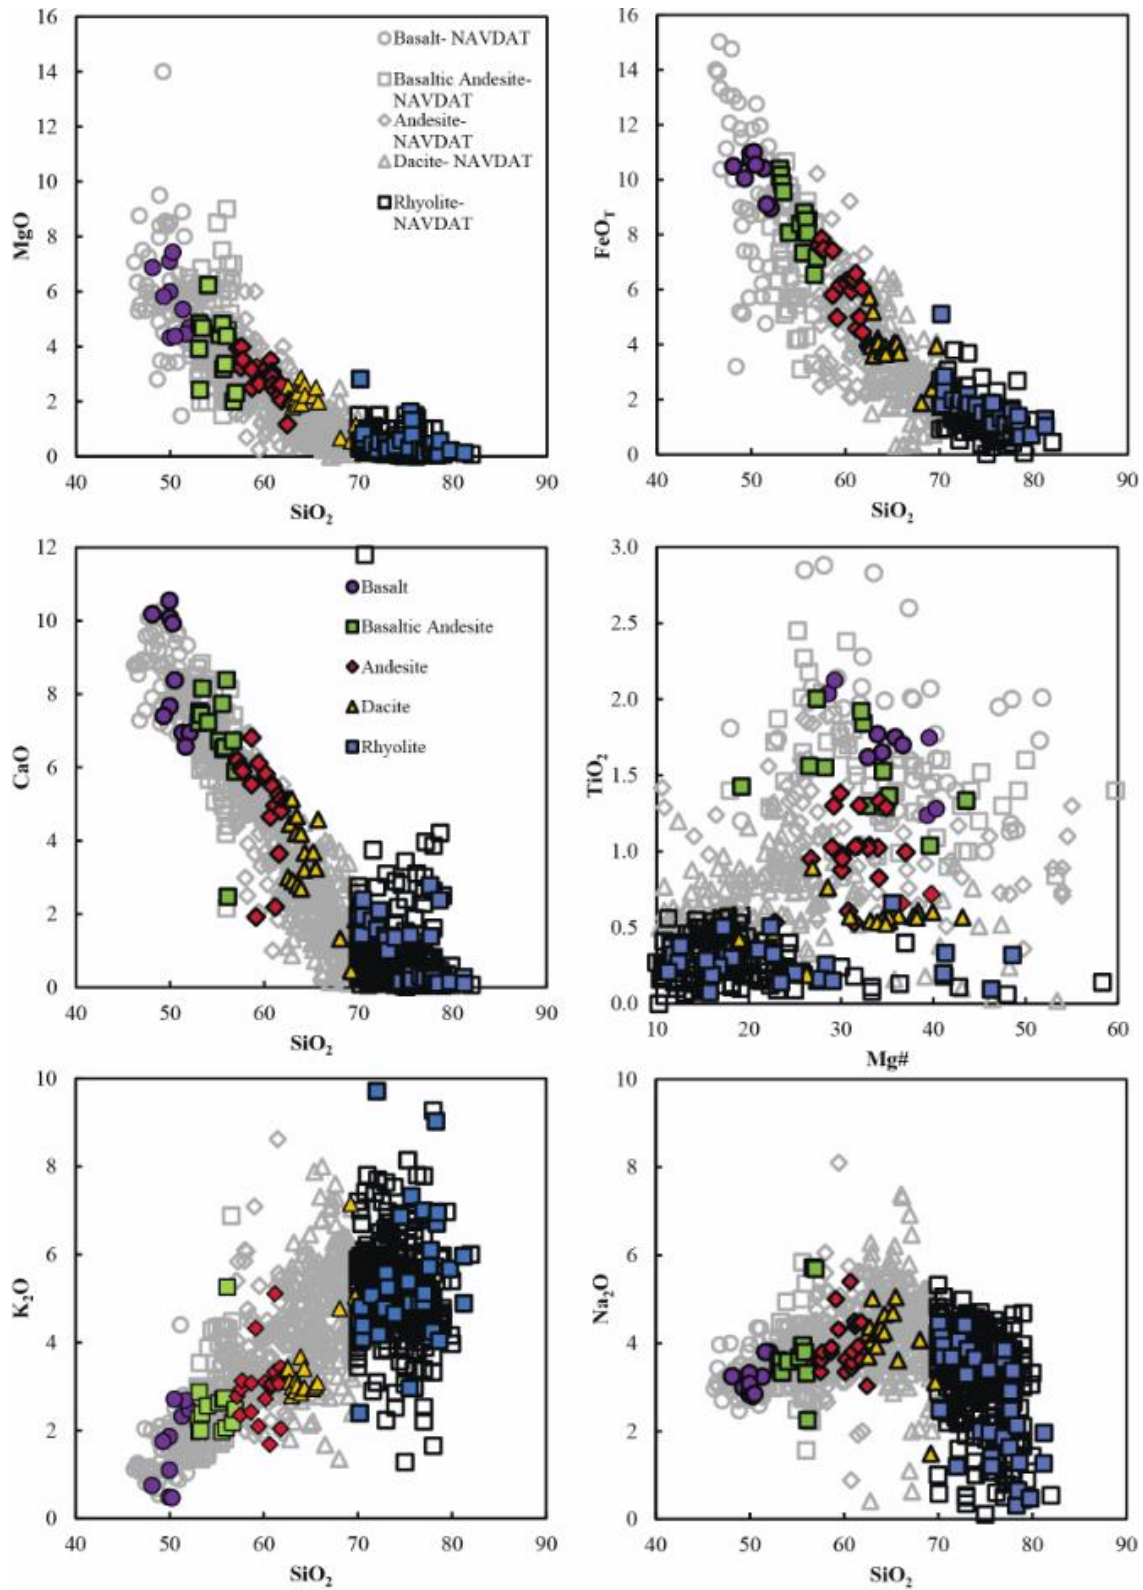 16
14
12
10
8
6
4
2
0
MgO
40 50 60 70 80 90
SiO2
Basalt- NAVDAT
Basaltic Andesite-
NAVDAT
Andesite-
NAVDAT
Dacite- NAVDAT
Rhyolite-
NAVDAT
16
14
12
10
8
6
4
2
0
FeOT
40 50 60 70 80 90
SiO2
12
10
8
6
4
2
0
CaO
40 50 60 70 80 90
SiO2
Basalt
Basaltic Andesite
Andesite
Dacite
Rhyolite
3.0
2.5
2.0
1.5
1.0
0.5
0.0
TiO2
10 20 30 40 50 60
Mg#
10
8
6
4
2
0
K2O
40 50 60 70 80 90
SiO2
10
8
6
4
2
0
Na2O
40 50 60 70 80 90
SiO2